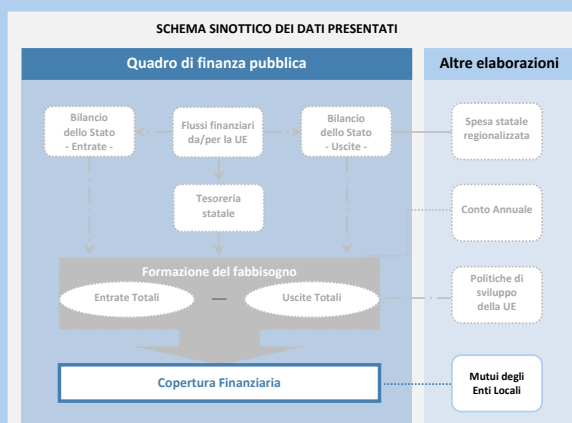 SCHEMA SINOTTICO DEI DATI PRESENTATI
Quadro di finanza pubblica
Altre elaborazioni
Bilancio
dello Stato
- Entrate -
Flussi finanziari
da/per la UE
Bilancio
dello Stato
- Uscite -
Spesa statale
regionalizzata
Tesoreria
statale
Conto Annuale
Formazione del fabbisogno
Entrate Totali
—
Uscite Totali
Politiche di
sviluppo
della UE
Copertura Finanziaria
Mutui degli
Enti Locali